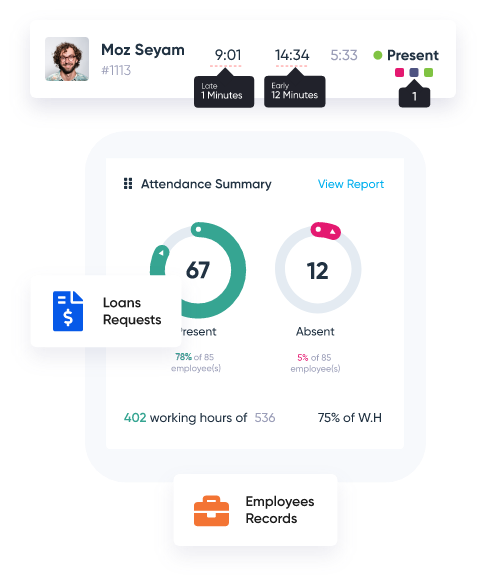 Moz Seyam
#1113
9:01
Late
1 Minutes
14:34
Early
12 Minutes
5:33
Present
1
Attendance Summary
View Report
67
12
Loans
Requests
Present
Absent
78% of 85
employee(s)
5% of 85
employee(s)
402 working hours of 536
75% of W.H
Employees
Records